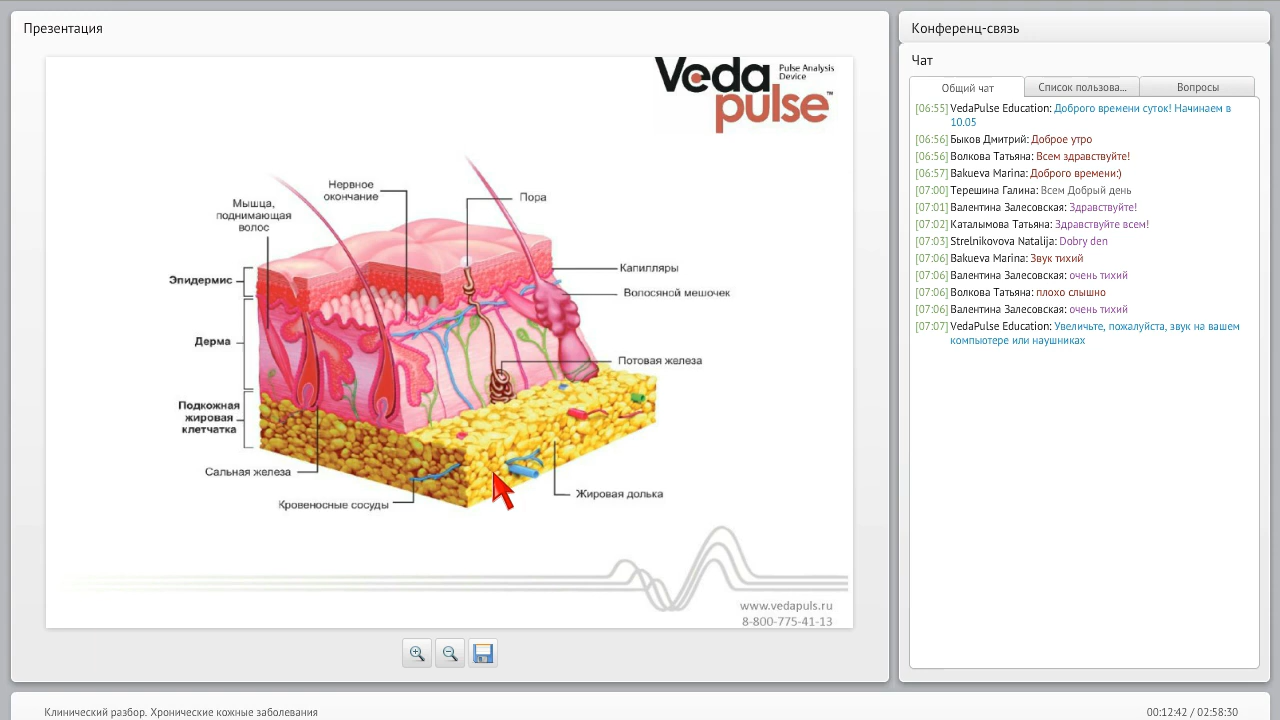 Презентация
Veda
pulse™
Pulse Analysis
Device
Нервное
окончание
Мышца,
поднимающая
волос
Пора
Эпидермис
Капилляры
Волосяной мешочек
Дерма
Потовая железа
Подкожная
жировая
клетчатка
Сальная железа
Жировая долька
Кровеносные сосуды
www.vedapuls.ru
8-800-775-41-13
Конференц-связь
Чат
Общий чат
Список пользова...
Вопросы
[06:55] VedaPulse Education: Доброго времени суток! Начинаем в
10.05
[06:56] Быков Дмитрий: Доброе утро
[06:56] Волкова Татьяна: Всем здравствуйте!
[06:57] Bakueva Marina: Доброго времени:)
[07:00] Терешина Галина: Всем Добрый день
[07:01] Валентина Залесовская: Здравствуйте!
[07:02] Каталымова Татьяна: Здравствуйте всем!
[07:03] Strelnikovova Natalija: Dobry den
[07:06] Bakueva Marina: Звук тихий
[07:06] Валентина Залесовская: очень тихий
[07:06] Волкова Татьяна: плохо слышно
[07:06] Валентина Залесовская: очень тихий
[07:07] VedaPulse Education: Увеличьте, пожалуйста, звук на вашем
компьютере или наушниках
Клинический разбор. Хронические кожные заболевания
00:12:42 / 02:58:30